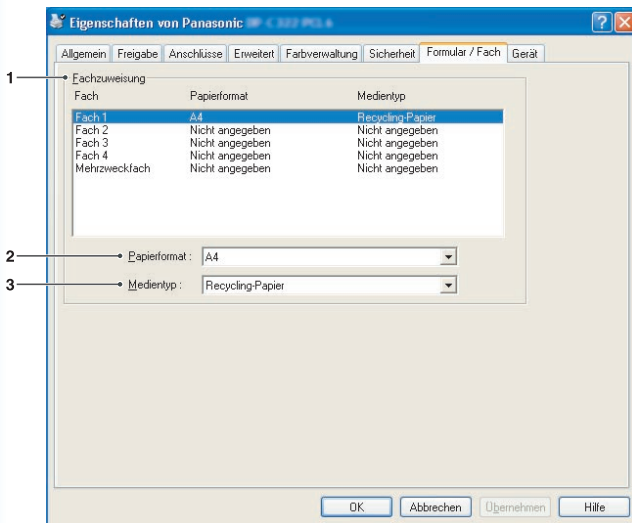 Eigenschaften von Panasonic
Allgemein Freigabe Anschlüsse Erweitert Farbverwaltung Sicherheit Formular / Fach Gerät
1 Fachzuweisung
Fach Papierformat Medientyp
Fach 1 A4 Recycling-Papier
Fach 2 Nicht angegeben Nicht angegeben
Fach 3 Nicht angegeben Nicht angegeben
Fach 4 Nicht angegeben Nicht angegeben
Mehrzweckfach Nicht angegeben Nicht angegeben
2 Papierformat : A4
3 Medientyp : Recycling-Papier
OK Abbrechen Übernehmen Hilfe